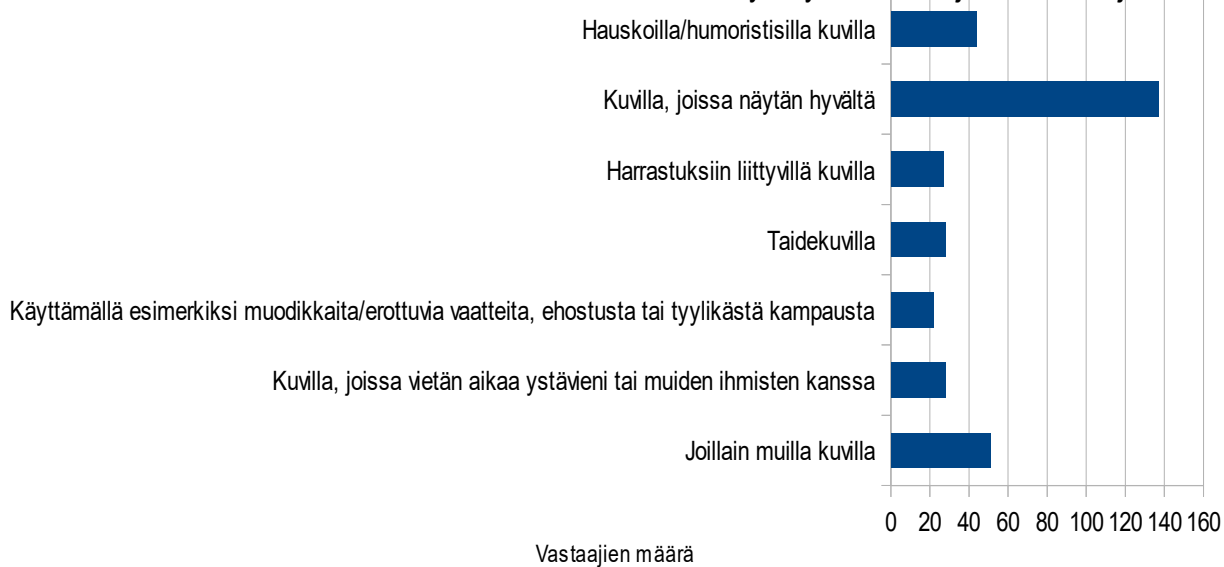 Hauskoilla/humoristisilla kuvilla
Kuvilla, joissa näytän hyvältä
Harrastuksiin liittyvillä kuvilla
Taidekuvilla
Käyttämällä esimerkiksi muodikkaita/erottuvia vaatteita, ehostusta tai tyylikästä kampausta
Kuvilla, joissa vietän aikaa ystävieni tai muiden ihmisten kanssa
Joillain muilla kuvilla
0 20 40 60 80 100 120 140 160
Vastaajien määrä